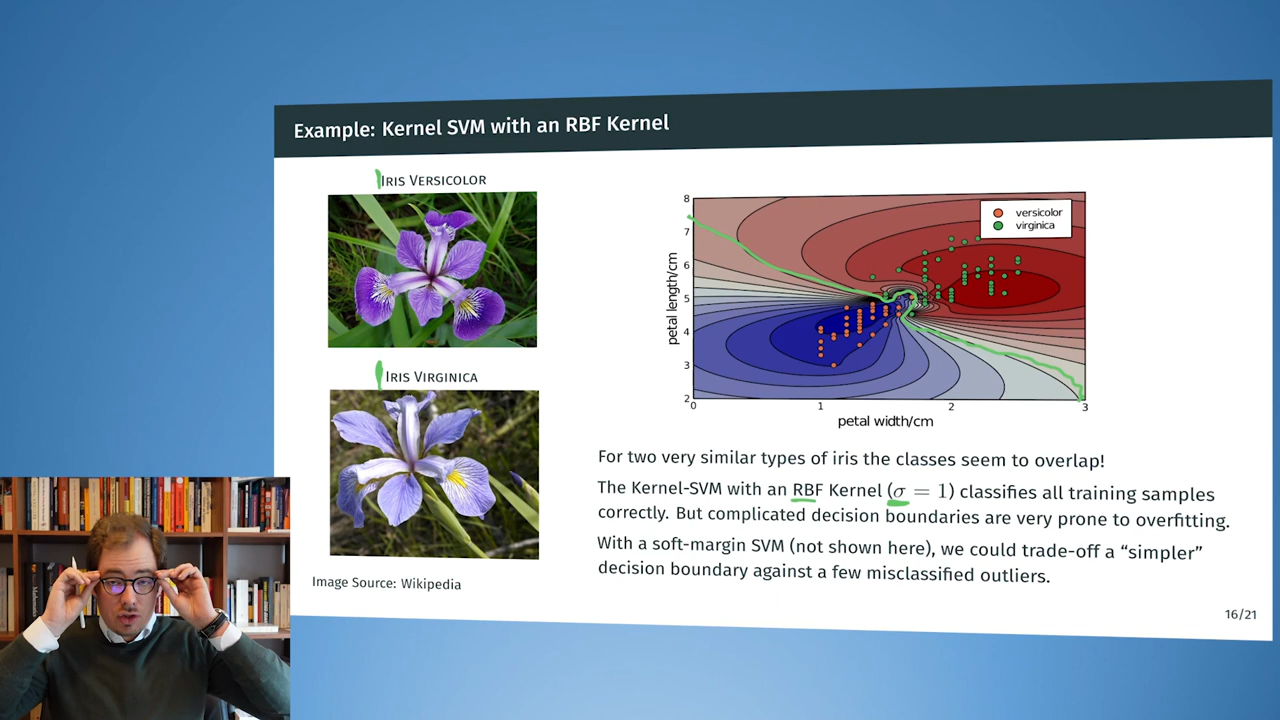 Example: Kernel SVM with an RBF Kernel
IRIS VERSICOLOR
IRIS VIRGINICA
Image Source: Wikipedia
versicolor
virginica
8
7
6
5
4
3
2
petal length/cm
0
1
2
3
petal width/cm
For two very similar types of iris the classes seem to overlap!
The Kernel-SVM with an RBF Kernel (σ = 1) classifies all training samples
correctly. But complicated decision boundaries are very prone to overfitting.
With a soft-margin SVM (not shown here), we could trade-off a “simpler”
decision boundary against a few misclassified outliers.
16/21